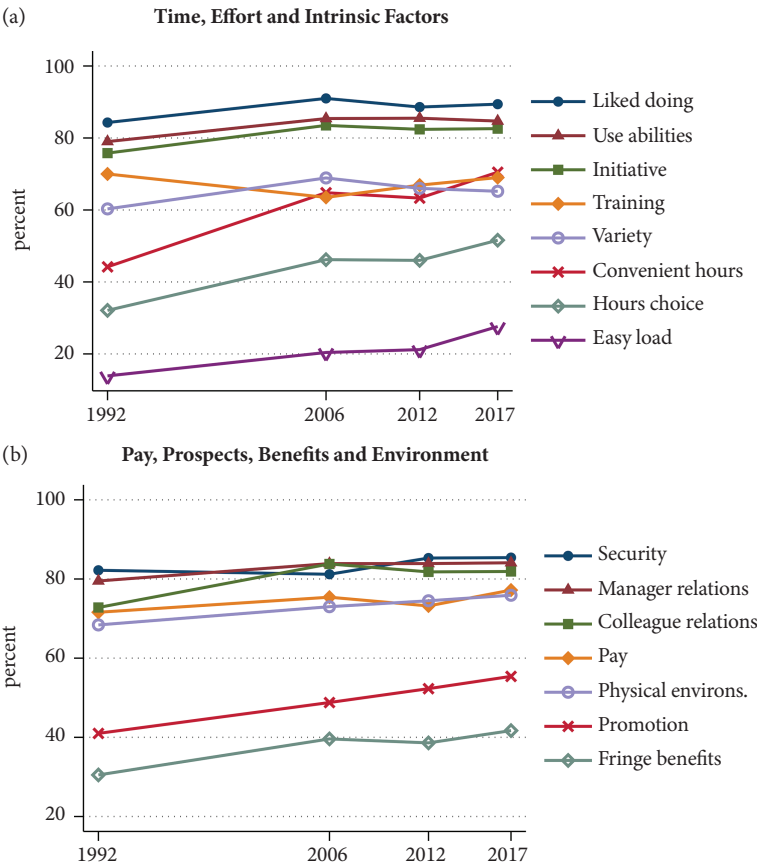 (a)
Time, Effort and Intrinsic Factors
percent
100
80
60
40
20
1992
2006
2012
2017
Liked doing
Use abilities
Initiative
Training
Variety
Convenient hours
Hours choice
Easy load
(b)
Pay, Prospects, Benefits and Environment
percent
100
80
60
40
20
1992
2006
2012
2017
Security
Manager relations
Colleague relations
Pay
Physical environs.
Promotion
Fringe benefits